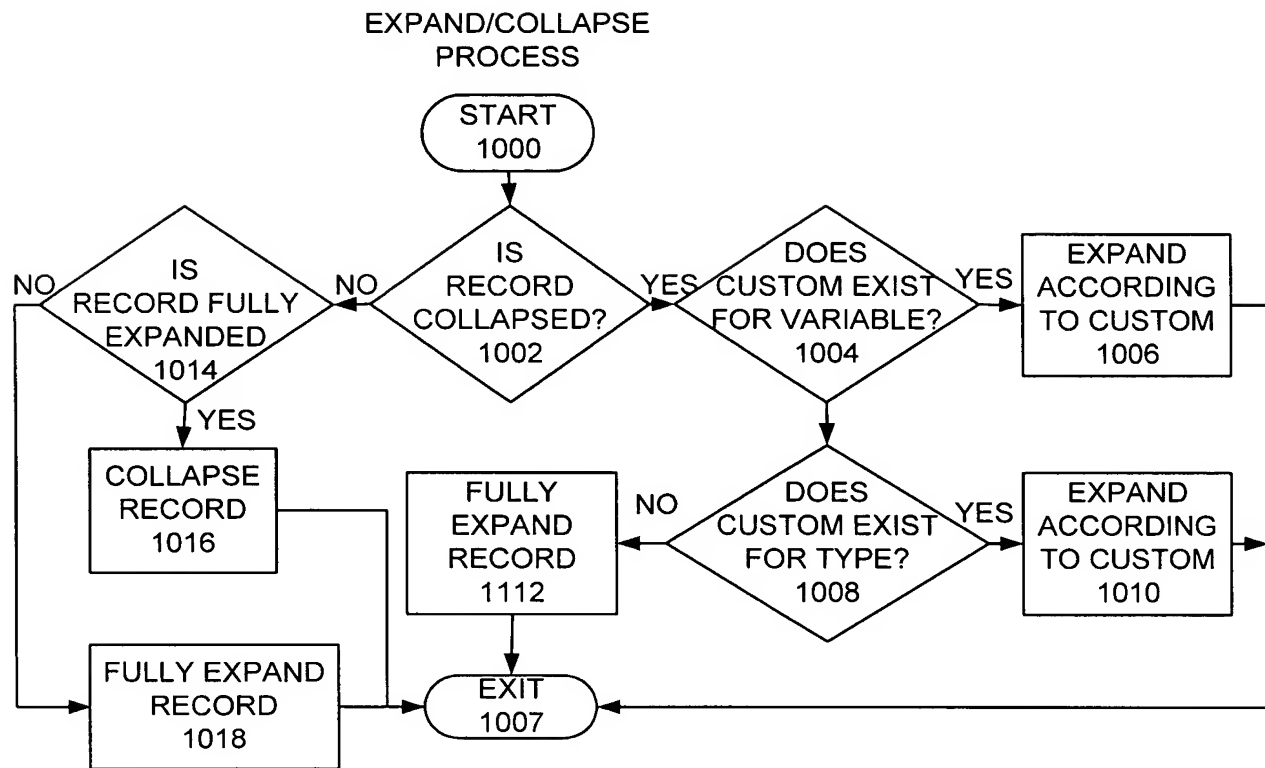 EXPAND/COLLAPSE
PROCESS
START
1000
IS
RECORD
COLLAPSED?
1002
NO
YES
DOES
CUSTOM EXIST
FOR VARIABLE?
1004
YES
EXPAND
ACCORDING
TO CUSTOM
1006
NO
IS
RECORD FULLY
EXPANDED
1014
YES
COLLAPSE
RECORD
1016
FULLY EXPAND
RECORD
1018
DOES
CUSTOM EXIST
FOR TYPE?
1008
YES
EXPAND
ACCORDING
TO CUSTOM
1010
NO
FULLY
EXPAND
RECORD
1112
EXIT
1007